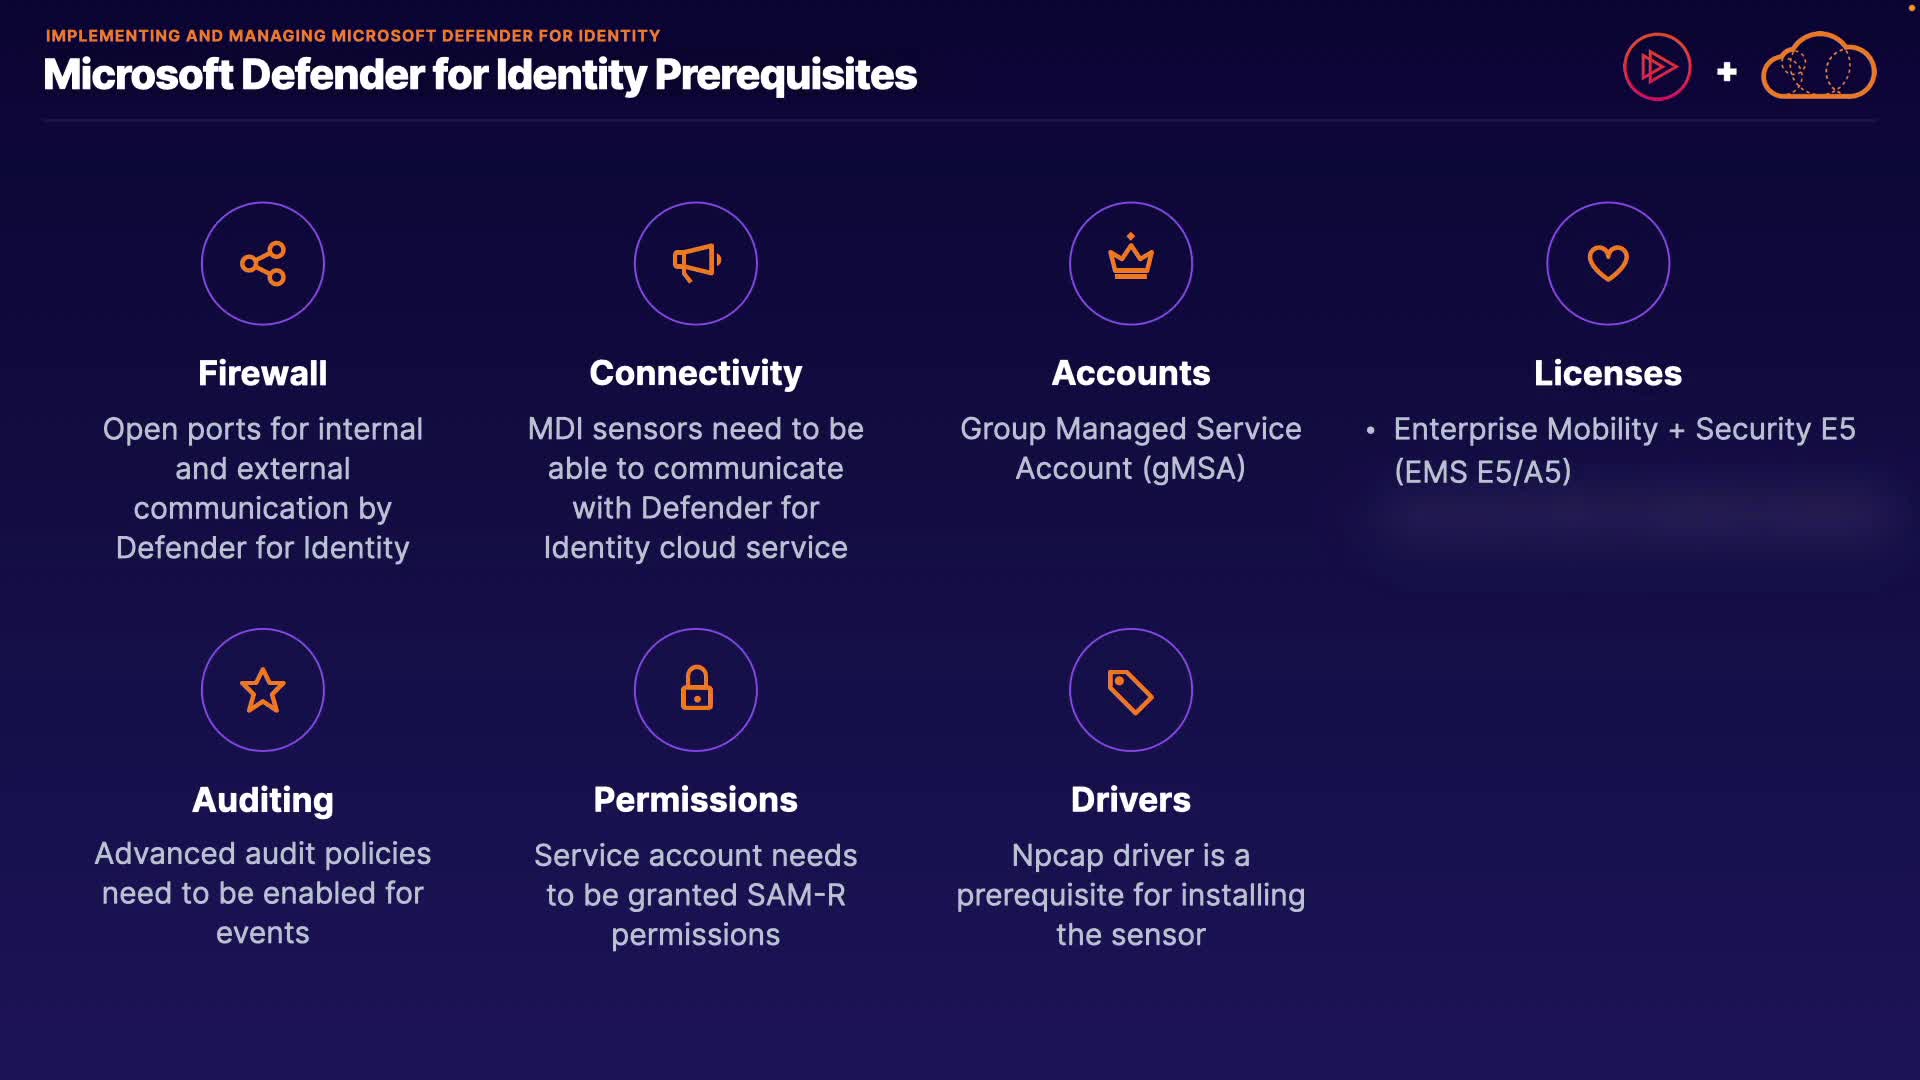 IMPLEMENTING AND MANAGING MICROSOFT DEFENDER FOR IDENTITY
Microsoft Defender for Identity Prerequisites
Firewall
Open ports for internal
and external
communication by
Defender for Identity
Connectivity
MDI sensors need to be
able to communicate
with Defender for
Identity cloud service
Accounts
Group Managed Service
Account (gMSA)
Licenses
• Enterprise Mobility + Security E5
(EMS E5/A5)
Auditing
Advanced audit policies
need to be enabled for
events
Permissions
Service account needs
to be granted SAM-R
permissions
Drivers
Npcap driver is a
prerequisite for installing
the sensor